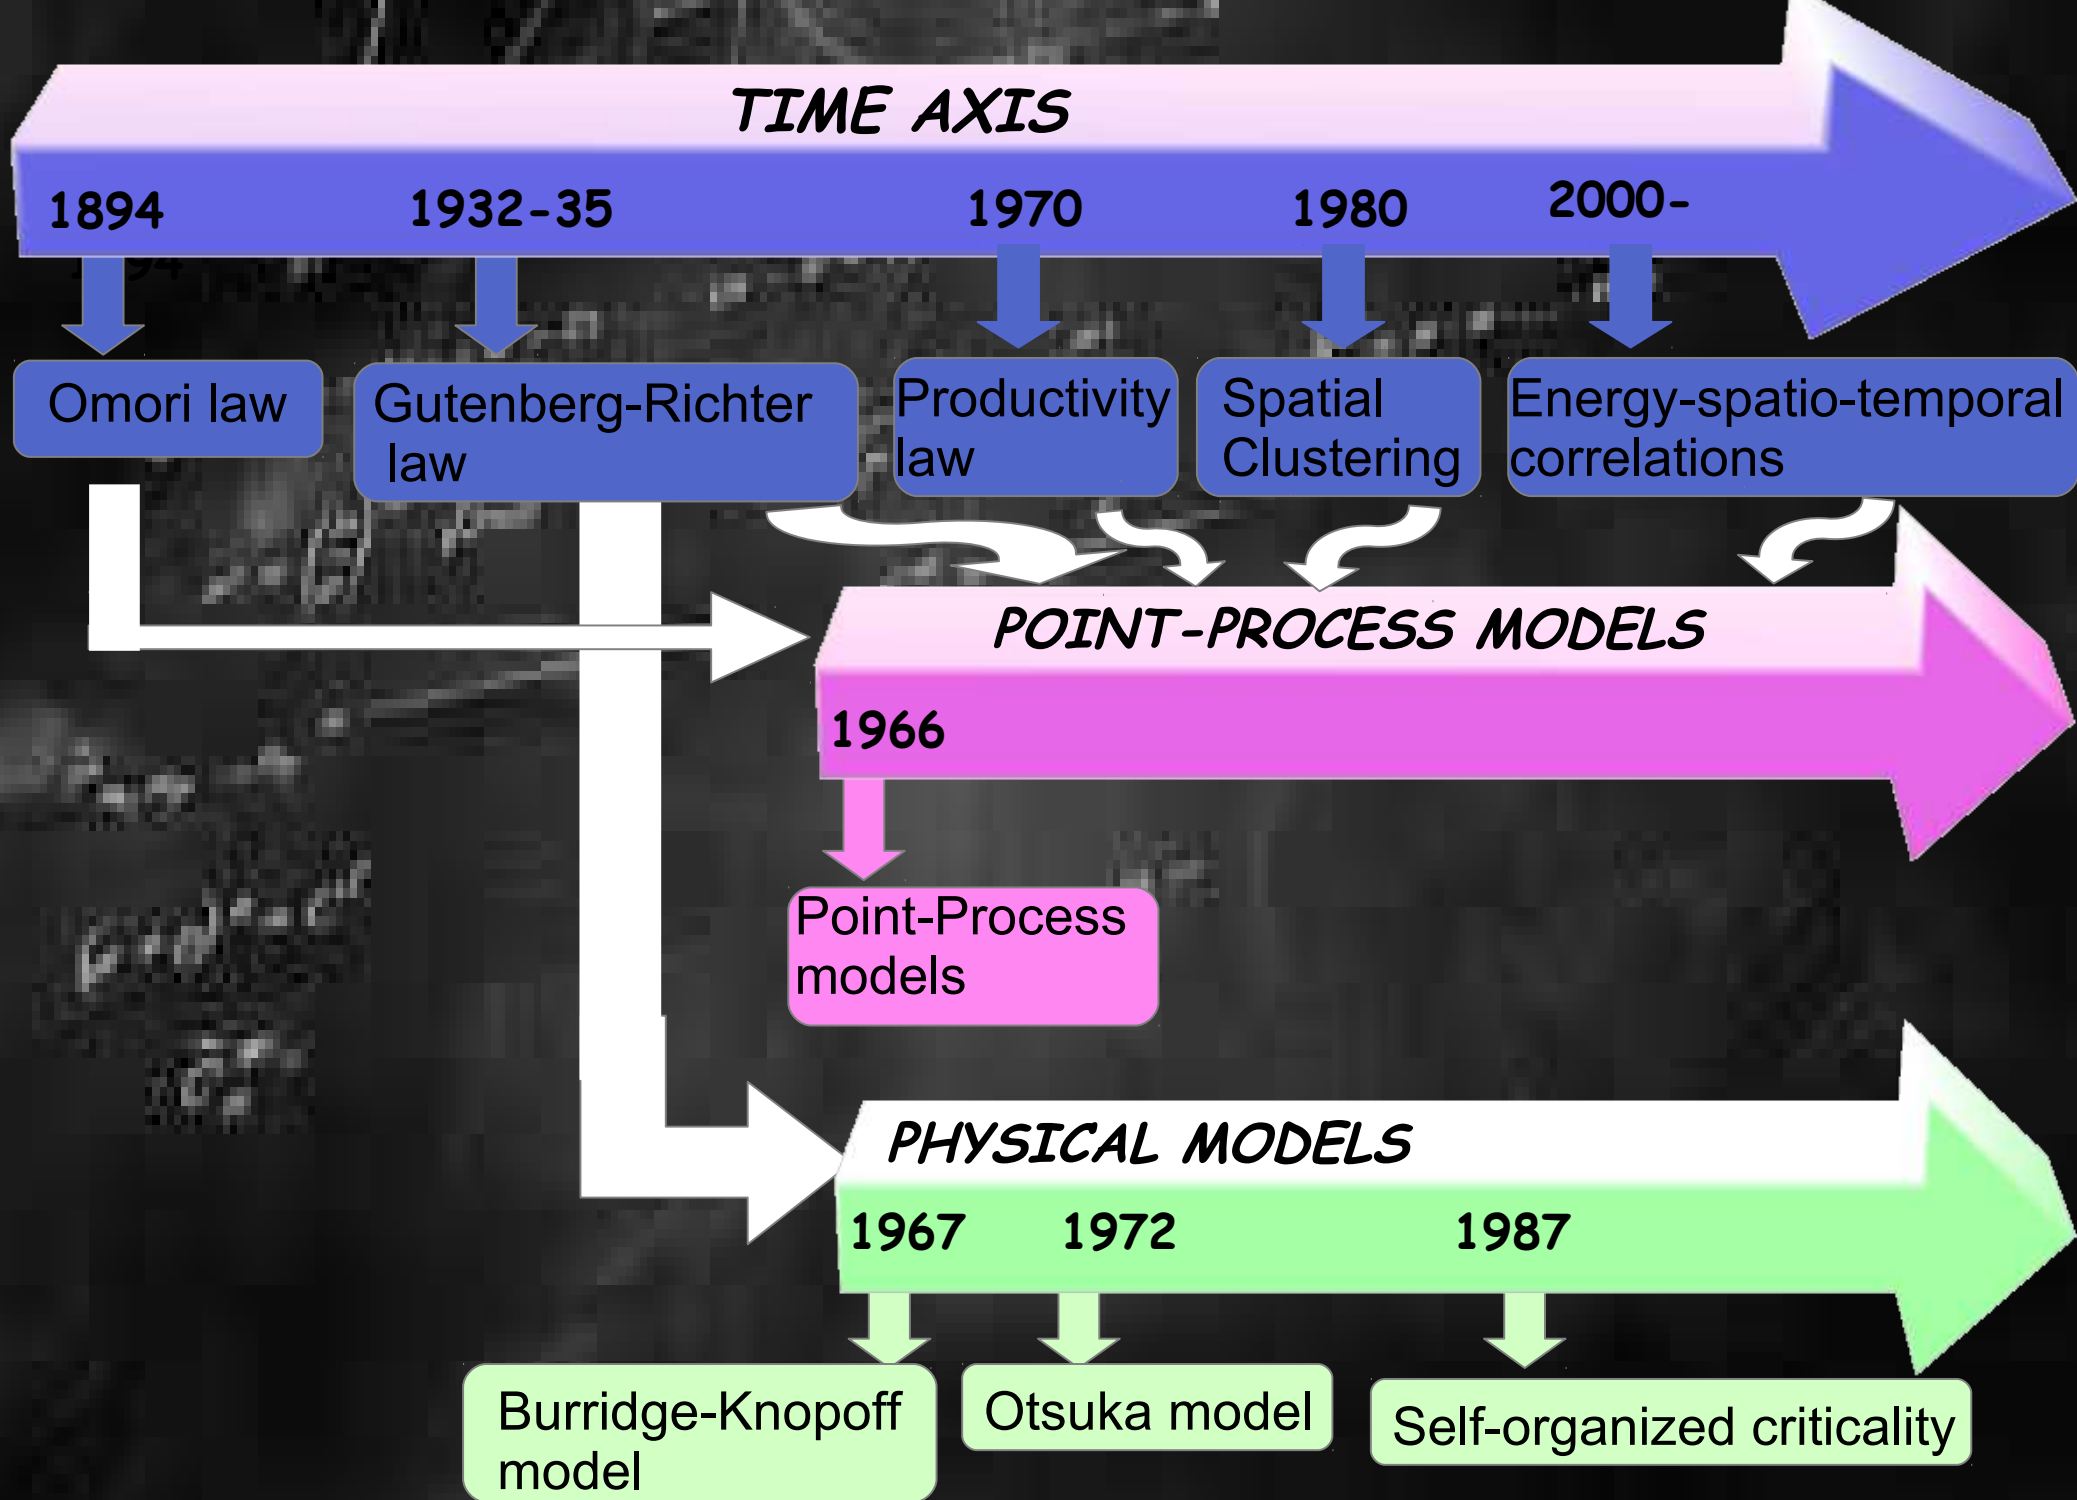 TIME AXIS
1894
1932-35
1970
1980
2000-
Omori law
Gutenberg-Richter
law
Productivity
law
Spatial
Clustering
Energy-spatio-temporal
correlations
POINT-PROCESS MODELS
1966
Point-Process
models
PHYSICAL MODELS
1967
1972
1987
Burridge-Knopoff
model
Otsuka model
Self-organized criticality